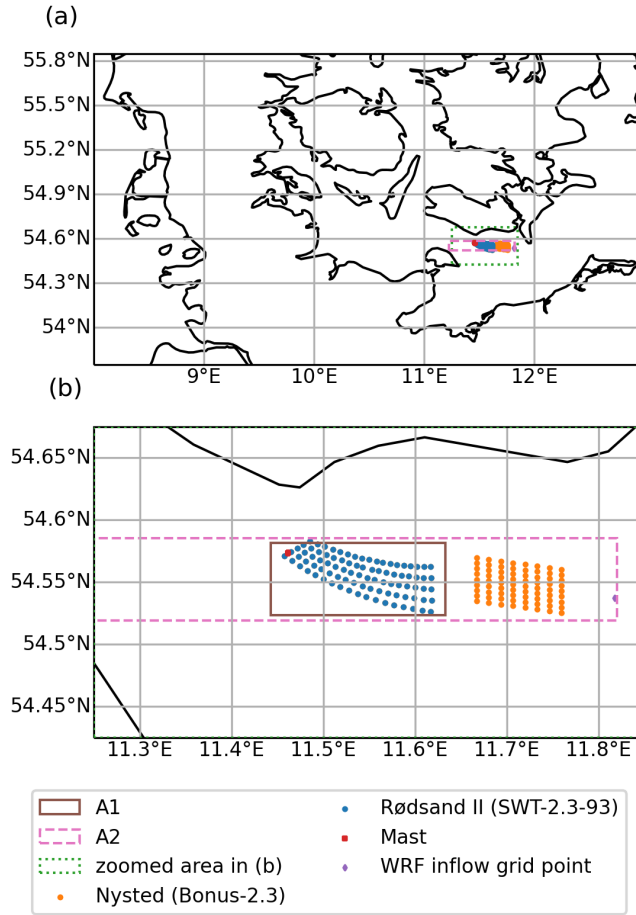 (a)
55.8°N
55.5°N
55.2°N
54.9°N
54.6°N
54.3°N
54°N
9°E 10°E 11°E 12°E
(b)
54.65°N
54.6°N
54.55°N
54.5°N
54.45°N
11.3°E 11.4°E 11.5°E 11.6°E 11.7°E 11.8°E
A1
A2
zoomed area in (b)
Nysted (Bonus-2.3)
Rødsand II (SWT-2.3-93)
Mast
WRF inflow grid point